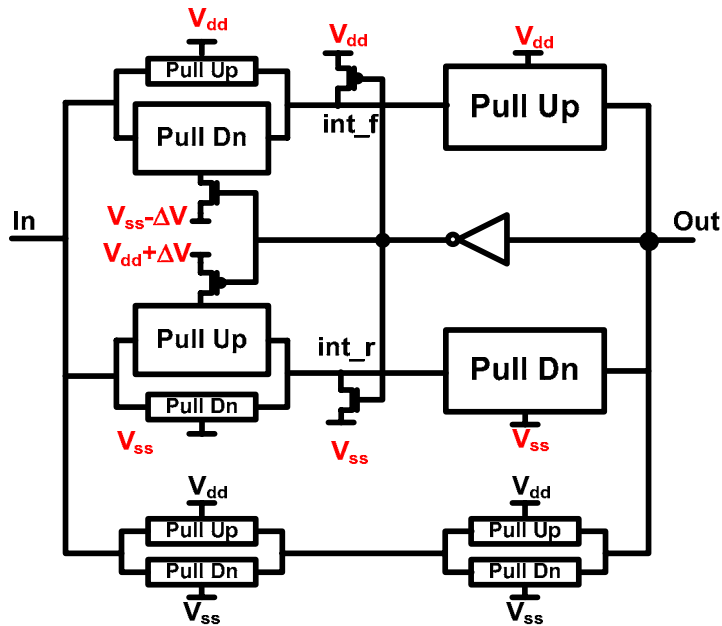 Vdd
Vdd
Vdd
Pull Up
Pull Up
Pull Dn
int_f
Vss-ΔV
In
Out
Vdd+ΔV
Pull Up
int_r
Pull Dn
Pull Dn
Vss
Vss
Vss
Vdd
Vdd
Pull Up
Pull Up
Pull Dn
Pull Dn
Vss
Vss